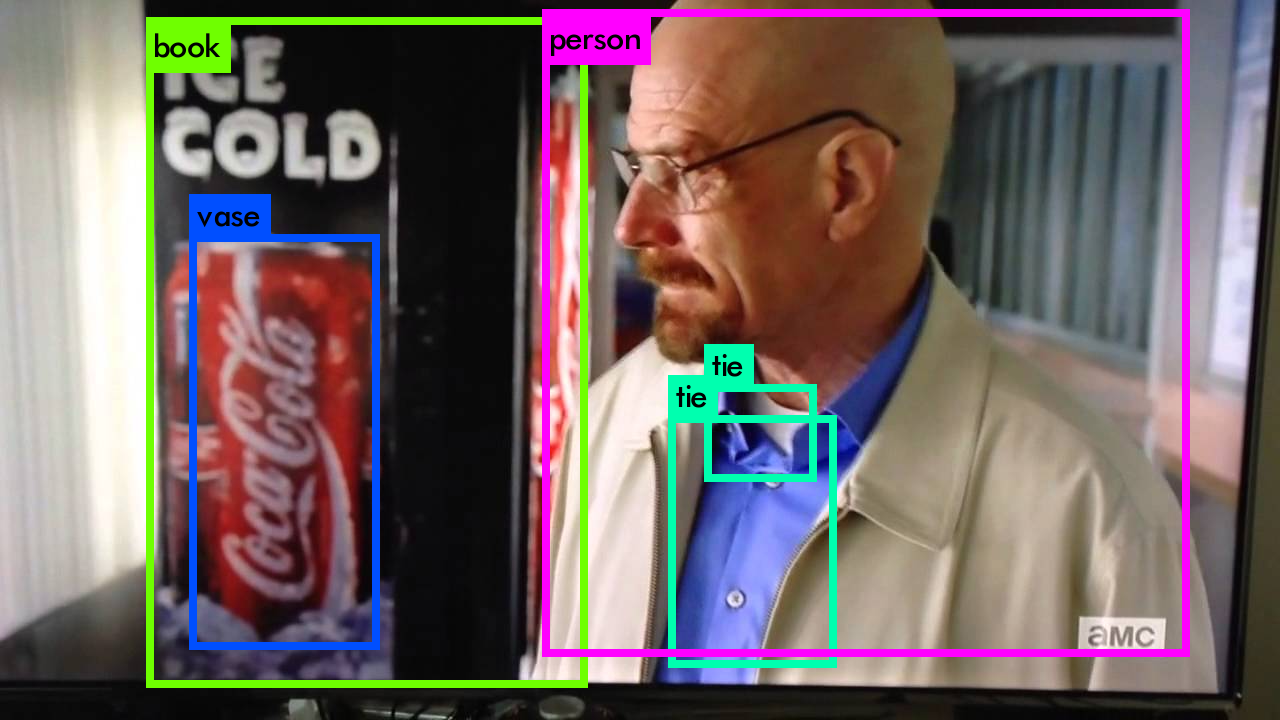 book
person
ICE
COLD
vase
Coca-Cola
tie
tie
aMC